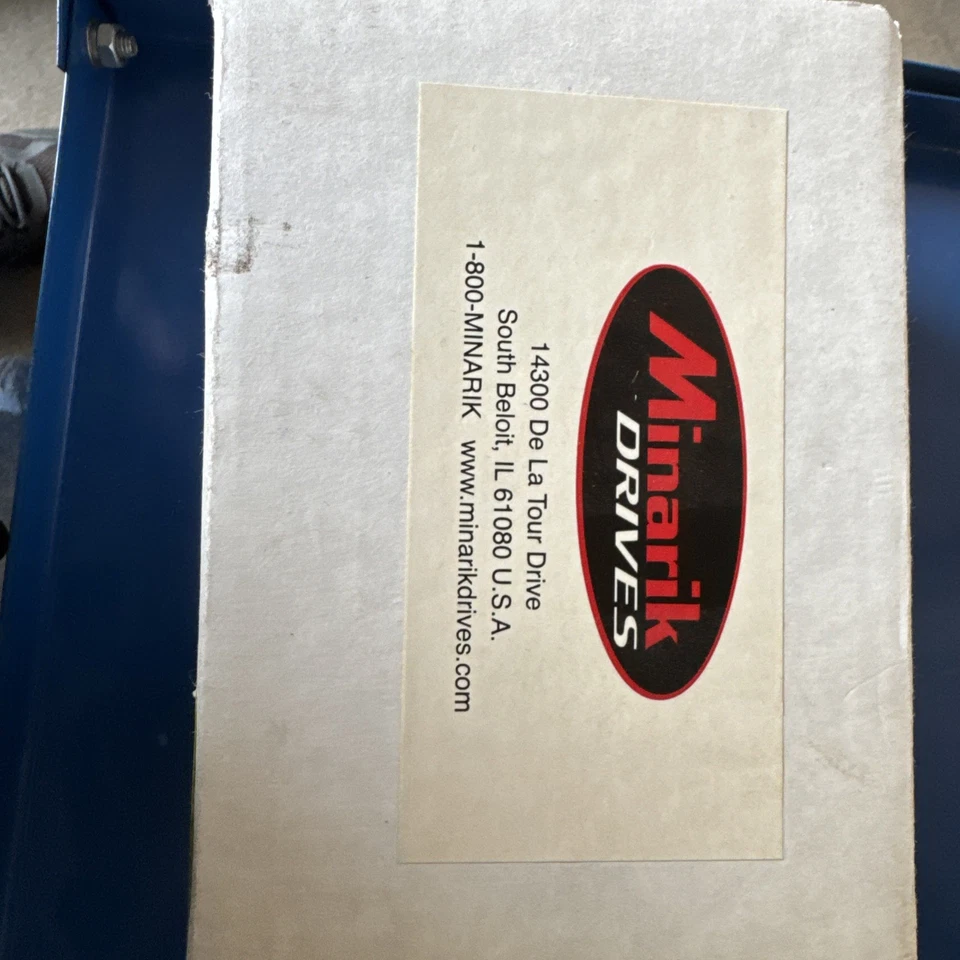 Minarik
DRIVES
14300 De La Tour Drive
South Beloit, IL 61080 U.S.A.
1-800-MINARIK www.minarikdrives.com